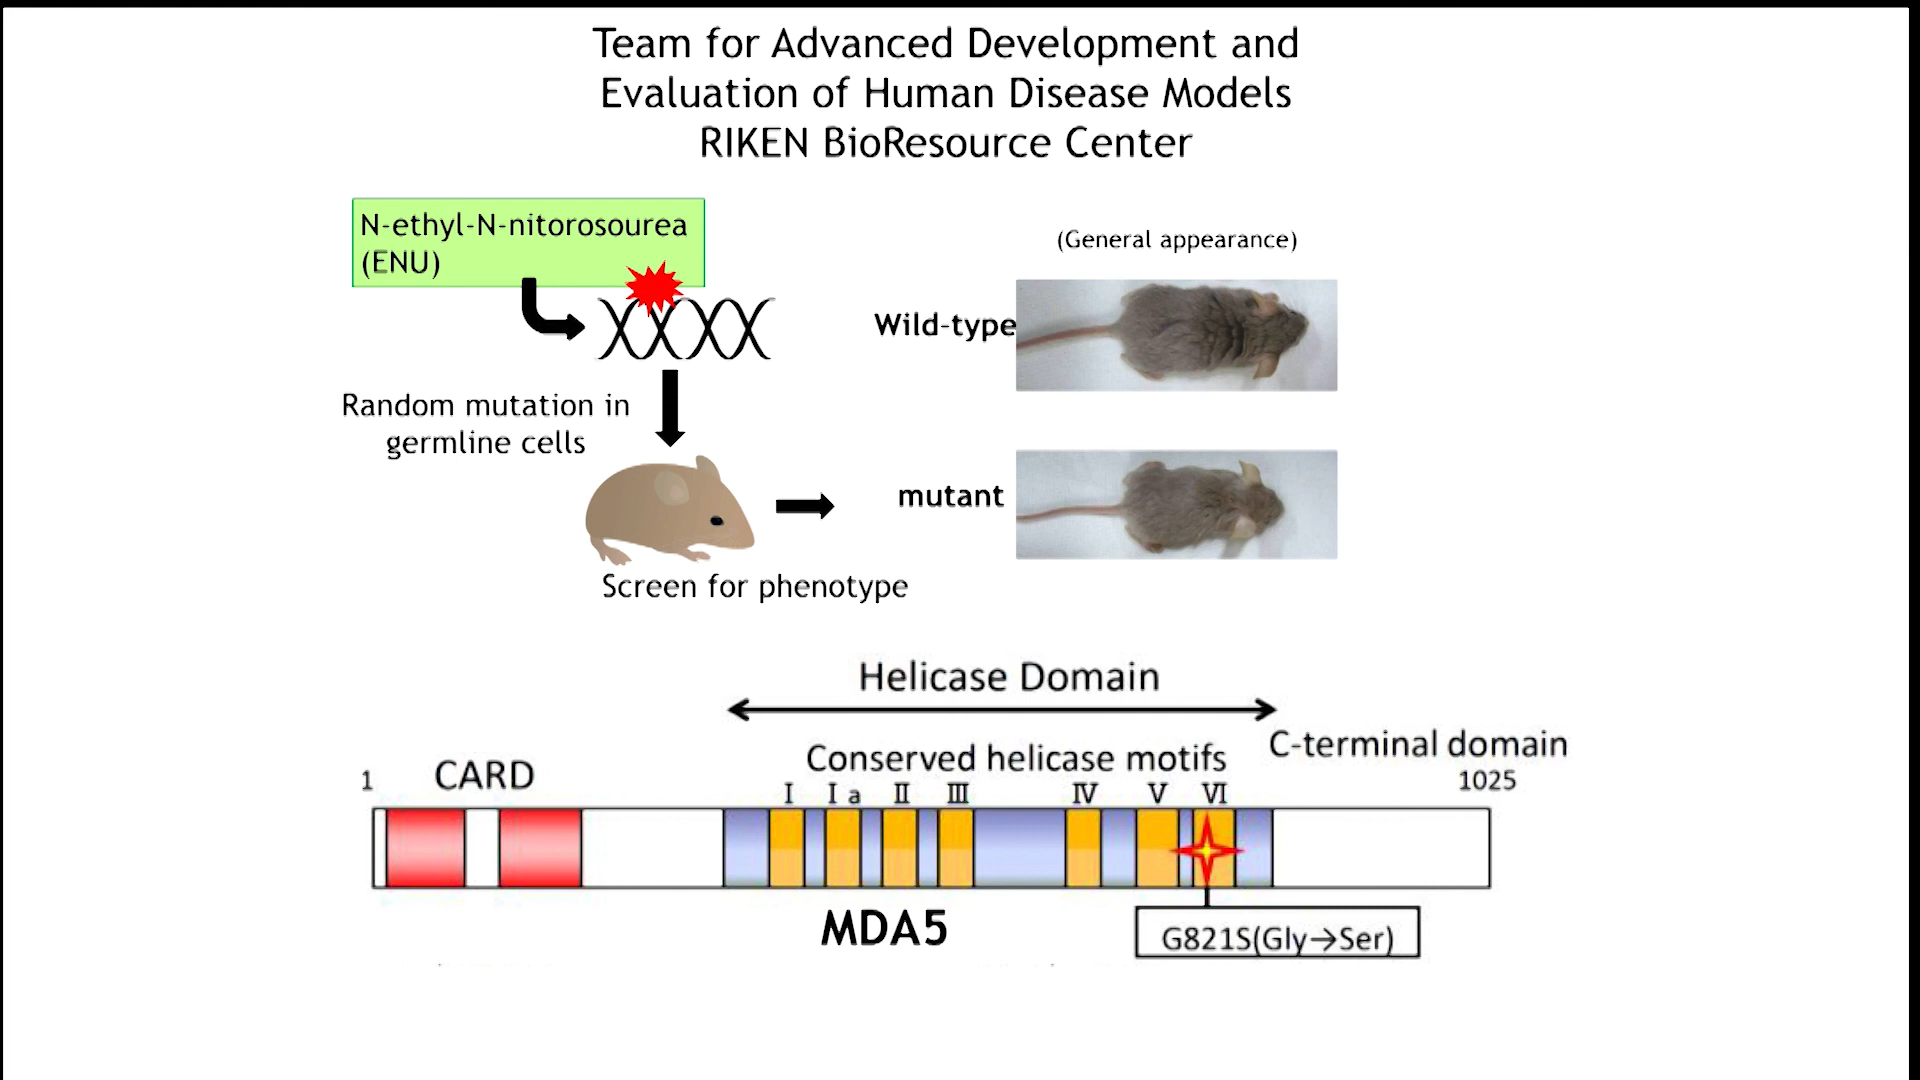 Team for Advanced Development and
Evaluation of Human Disease Models
RIKEN BioResource Center
N-ethyl-N-nitorosourea
(ENU)
Random mutation in
germline cells
Screen for phenotype
(General appearance)
Wild-type
mutant
Helicase Domain
C-terminal domain
Conserved helicase motifs
1
CARD
1025
I Ia II III IV V VI
MDA5
G821S(Gly→Ser)